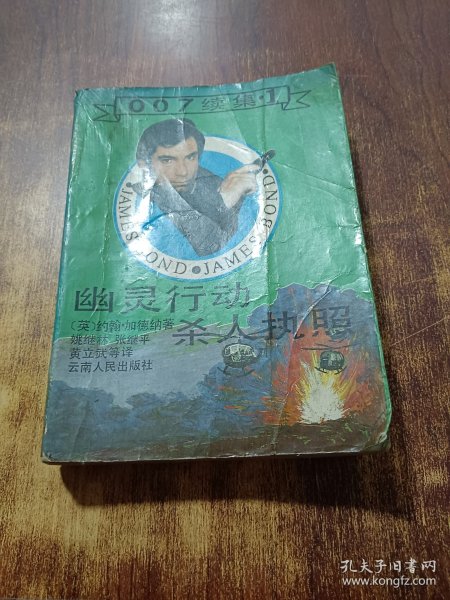 007续集·1
JAMES BOND•JAMES BOND•
幽灵行动
杀人执照
(英)约翰·加德纳著
姚继林 张继平
黄立武等译
云南人民出版社
孔夫子旧书网
www.kongfz.com